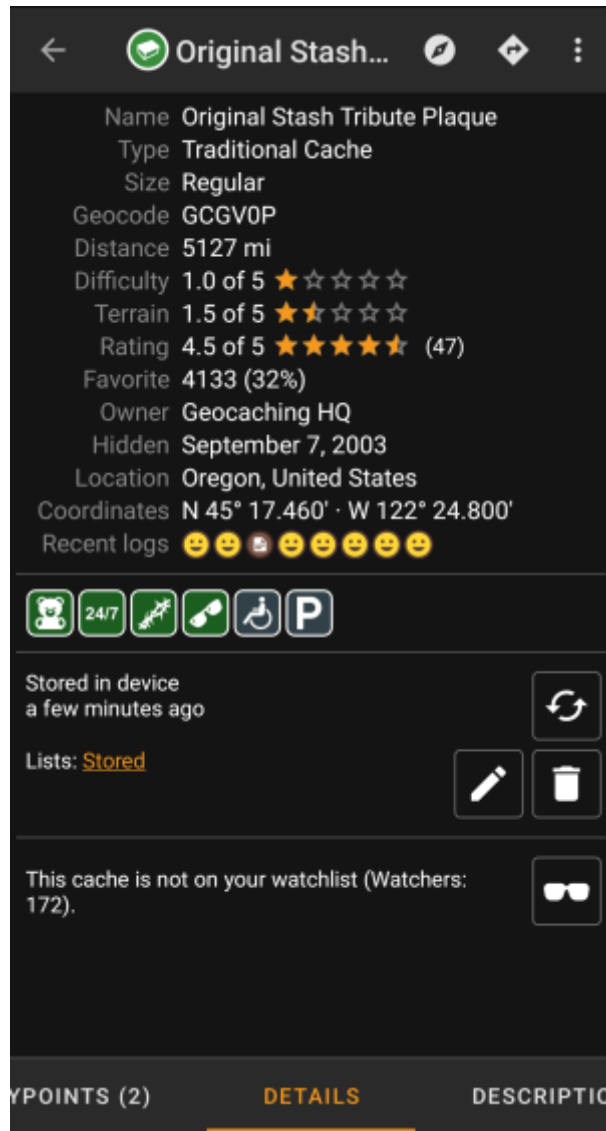 Original Stash...
Name Original Stash Tribute Plaque
Type Traditional Cache
Size Regular
Geocode GCGV0P
Distance 5127 mi
Difficulty 1.0 of 5
Terrain 1.5 of 5
Rating 4.5 of 5 (47)
Favorite 4133 (32%)
Owner Geocaching HQ
Hidden September 7, 2003
Location Oregon, United States
Coordinates N 45° 17.460' · W 122° 24.800'
Recent logs
24/7 P
Stored in device
a few minutes ago
Lists: Stored
This cache is not on your watchlist (Watchers:
172).
YPOINTS (2) DETAILS DESCRIPTIO